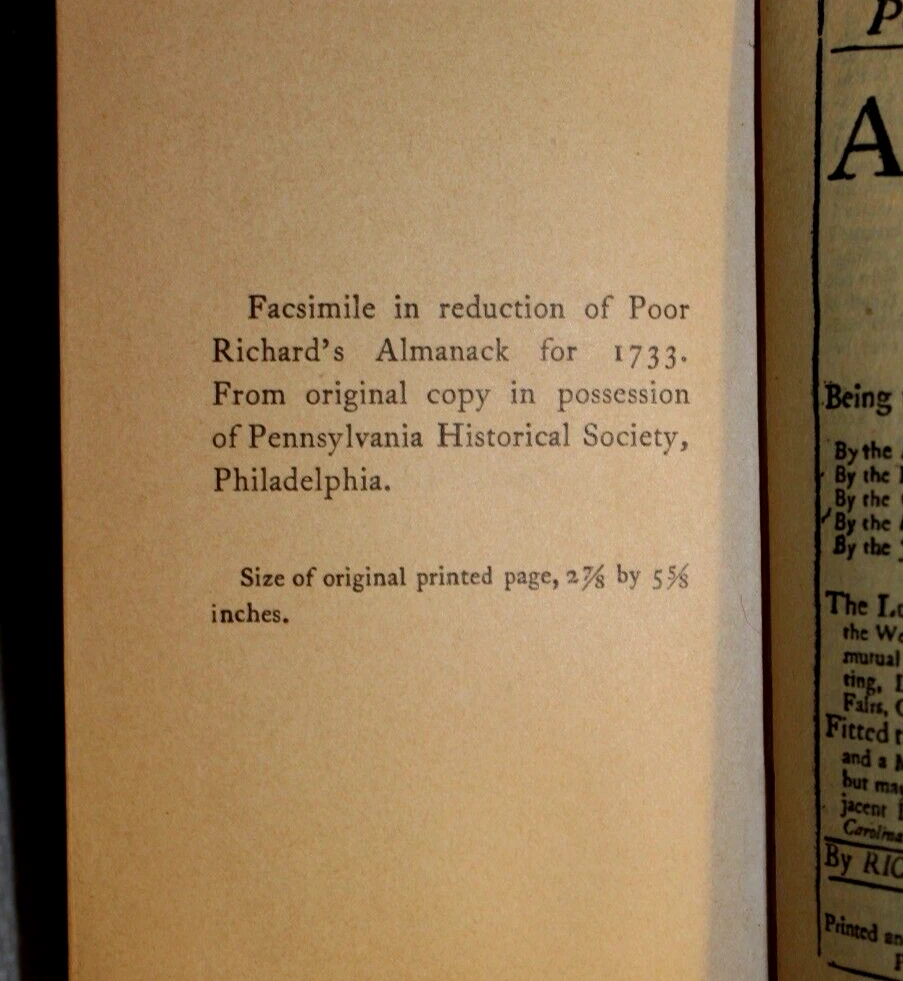 Facsimile in reduction of Poor
Richard's Almanack for 1733.
From original copy in possession
of Pennsylvania Historical Society,
Philadelphia.
Size of original printed page, 2⅞ by 5⅝
inches.
P
A
Being
By the
By the
By the
By the
By the
The
the
mutual
ting,
Fairs,
Fitted
and a
but
jacent
Carolina
By
Printed